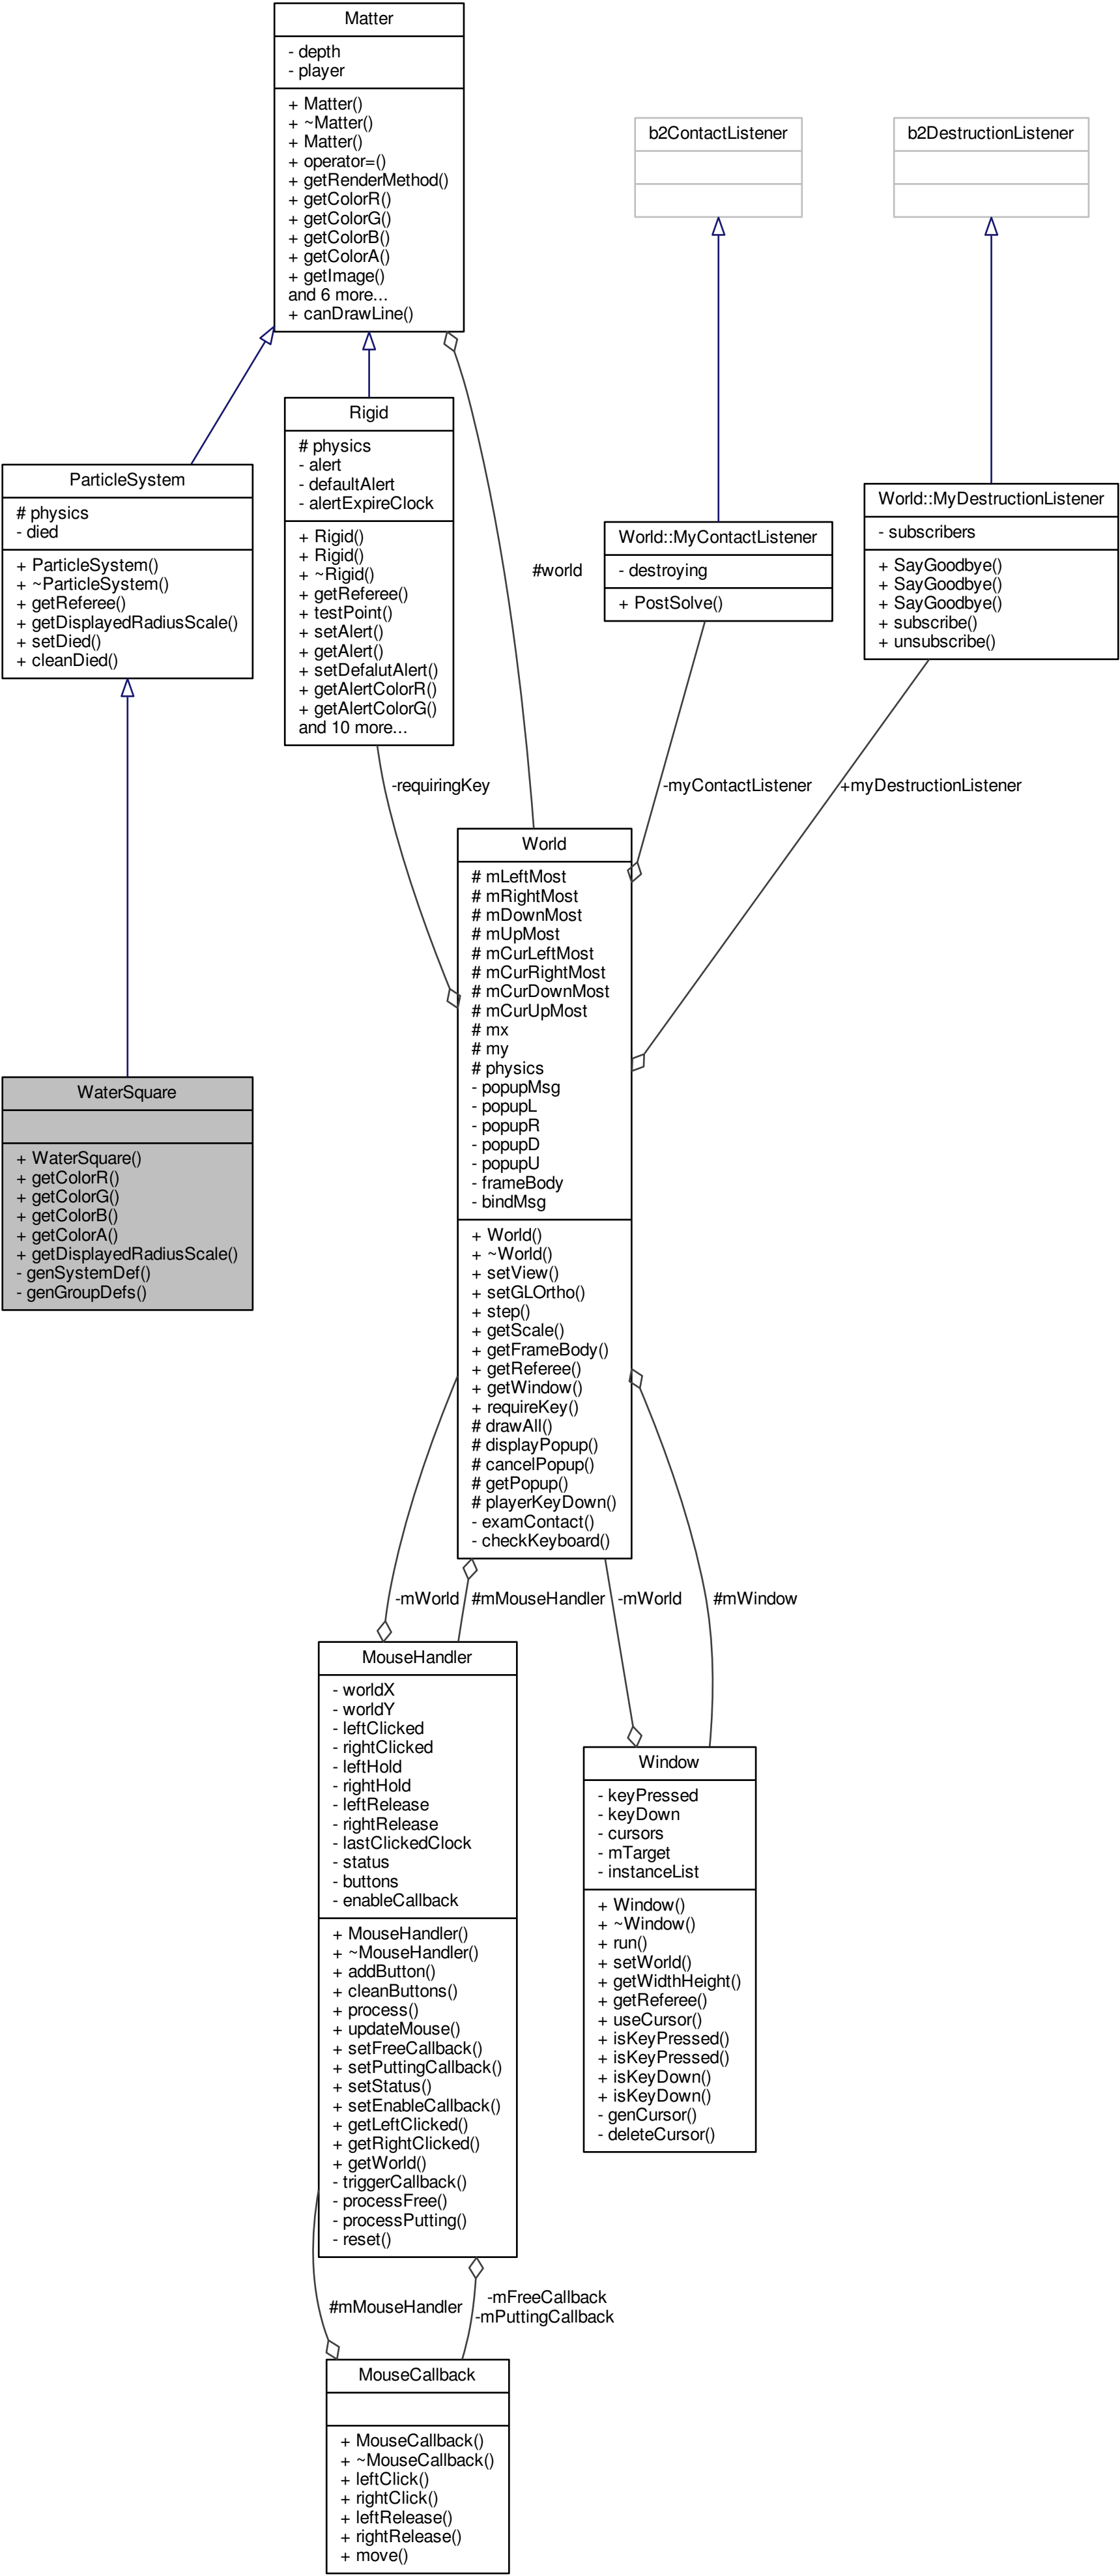 Matter
- depth
- player
+ Matter()
+ ~Matter()
+ Matter()
+ operator=()
+ getRenderMethod()
+ getColorR()
+ getColorG()
+ getColorB()
+ getColorA()
+ getImage()
and 6 more...
+ canDrawLine()
b2ContactListener
b2DestructionListener
ParticleSystem
# physics
- died
+ ParticleSystem()
+ ~ParticleSystem()
+ getReferee()
+ getDisplayedRadiusScale()
+ setDied()
+ cleanDied()
Rigid
# physics
- alert
- defaultAlert
- alertExpireClock
+ Rigid()
+ Rigid()
+ ~Rigid()
+ getReferee()
+ testPoint()
+ setAlert()
+ getAlert()
+ setDefalutAlert()
+ getAlertColorR()
+ getAlertColorG()
and 10 more...
#world
World::MyContactListener
- destroying
+ PostSolve()
World::MyDestructionListener
- subscribers
+ SayGoodbye()
+ SayGoodbye()
+ SayGoodbye()
+ subscribe()
+ unsubscribe()
-requiringKey
-myContactListener
+myDestructionListener
World
# mLeftMost
# mRightMost
# mDownMost
# mUpMost
# mCurLeftMost
# mCurRightMost
# mCurDownMost
# mCurUpMost
# mx
# my
# physics
- popupMsg
- popupL
- popupR
- popupD
- popupU
- frameBody
- bindMsg
+ World()
+ ~World()
+ setView()
+ setGLOrtho()
+ step()
+ getScale()
+ getFrameBody()
+ getReferee()
+ getWindow()
+ requireKey()
# drawAll()
# displayPopup()
# cancelPopup()
# getPopup()
# playerKeyDown()
- examContact()
- checkKeyboard()
WaterSquare
+ WaterSquare()
+ getColorR()
+ getColorG()
+ getColorB()
+ getColorA()
+ getDisplayedRadiusScale()
- genSystemDef()
- genGroupDefs()
-mWorld
#mMouseHandler
-mWorld
#mWindow
MouseHandler
- worldX
- worldY
- leftClicked
- rightClicked
- leftHold
- rightHold
- leftRelease
- rightRelease
- lastClickedClock
- status
- buttons
- enableCallback
+ MouseHandler()
+ ~MouseHandler()
+ addButton()
+ cleanButtons()
+ process()
+ updateMouse()
+ setFreeCallback()
+ setPuttingCallback()
+ setStatus()
+ setEnableCallback()
+ getLeftClicked()
+ getRightClicked()
+ getWorld()
- triggerCallback()
- processFree()
- processPutting()
- reset()
Window
- keyPressed
- keyDown
- cursors
- mTarget
- instanceList
+ Window()
+ ~Window()
+ run()
+ setWorld()
+ getWidthHeight()
+ getReferee()
+ useCursor()
+ isKeyPressed()
+ isKeyPressed()
+ isKeyDown()
+ isKeyDown()
- genCursor()
- deleteCursor()
#mMouseHandler
-mFreeCallback
-mPuttingCallback
MouseCallback
+ MouseCallback()
+ ~MouseCallback()
+ leftClick()
+ rightClick()
+ leftRelease()
+ rightRelease()
+ move()